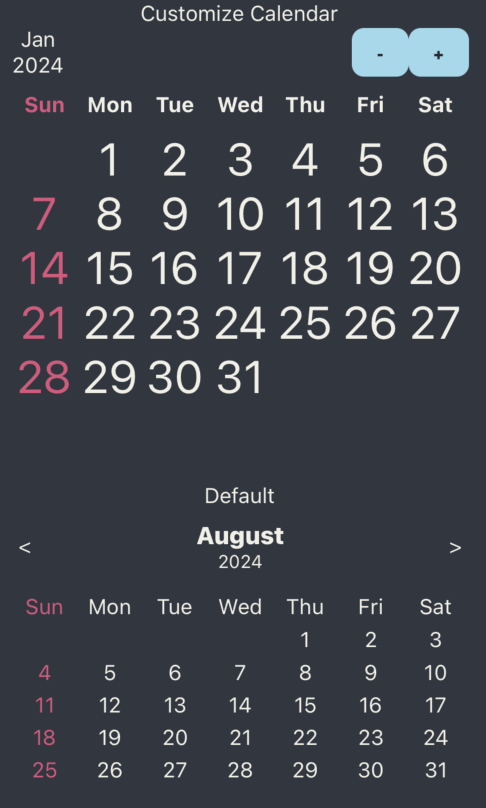 Customize Calendar
Jan
2024
- +
Sun Mon Tue Wed Thu Fri Sat
1 2 3 4 5 6
7 8 9 10 11 12 13
14 15 16 17 18 19 20
21 22 23 24 25 26 27
28 29 30 31
Default
August
< >
2024
Sun Mon Tue Wed Thu Fri Sat
1 2 3
4 5 6 7 8 9 10
11 12 13 14 15 16 17
18 19 20 21 22 23 24
25 26 27 28 29 30 31